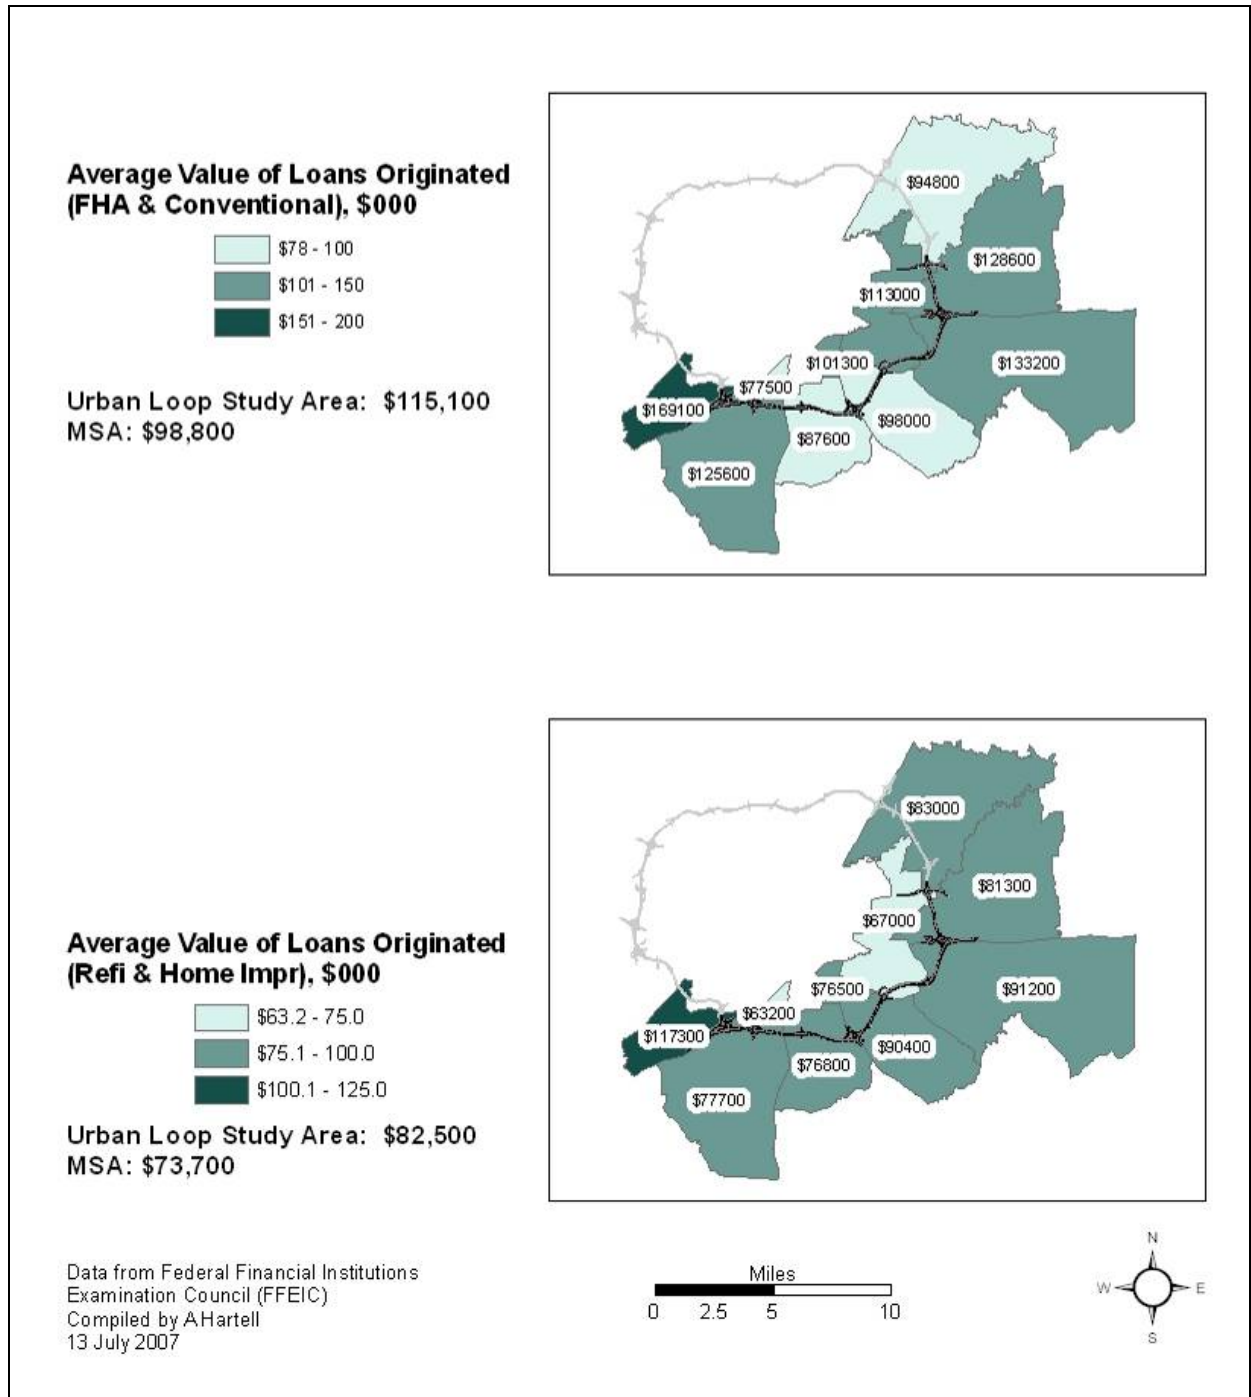 Average Value of Loans Originated
(FHA & Conventional), $000
$78 - 100
$101 - 150
$151 - 200
Urban Loop Study Area: $115,100
MSA: $98,800
$94800
$128600
$113000
$101300
$133200
$77500
$169100
$98000
$87600
$125600
Average Value of Loans Originated
(Refi & Home Impr), $000
$63.2 - 75.0
$75.1 - 100.0
$100.1 - 125.0
Urban Loop Study Area: $82,500
MSA: $73,700
$83000
$81300
$67000
$76500
$91200
$63200
$117300
$90400
$76800
$77700
Data from Federal Financial Institutions
Examination Council (FFEIC)
Compiled by AHartell
13 July 2007
Miles
0 2.5 5 10
N
W E
S